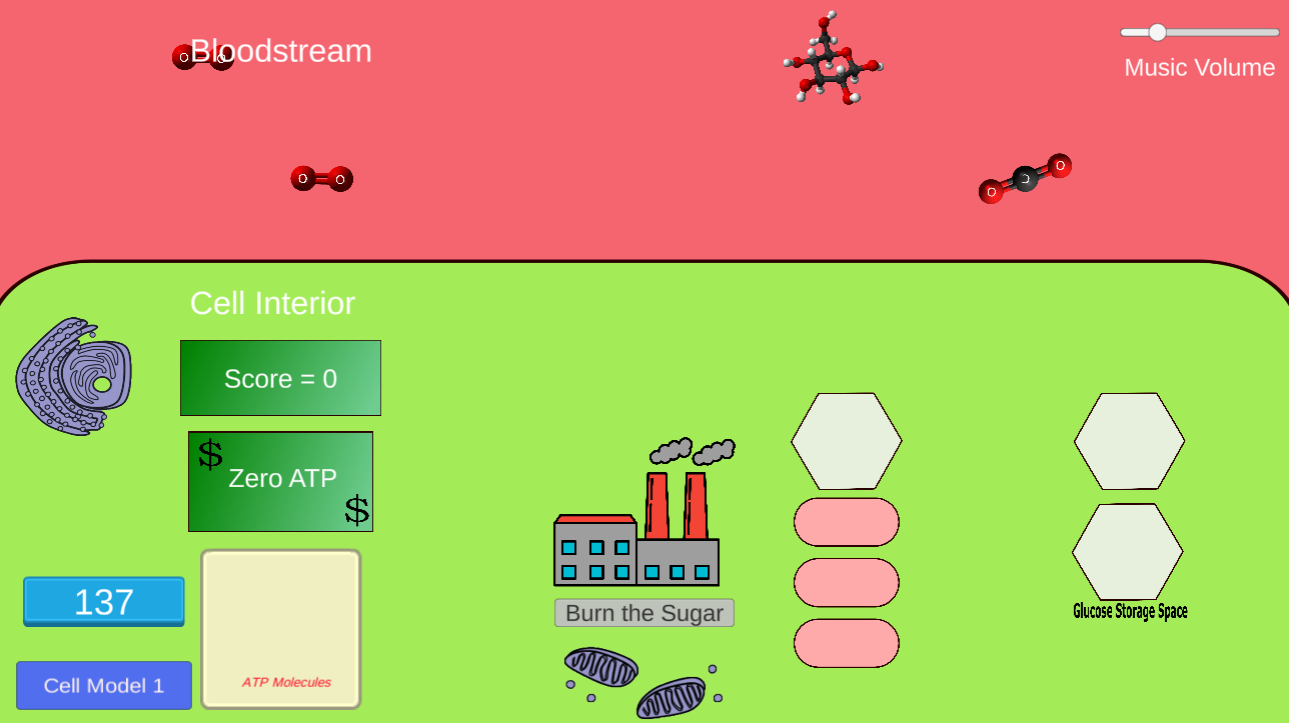 Bloodstream
Music Volume
O O
O O
O C O
Cell Interior
Score = 0
$
Zero ATP
$
137
Burn the Sugar
Glucose Storage Space
Cell Model 1
ATP Molecules